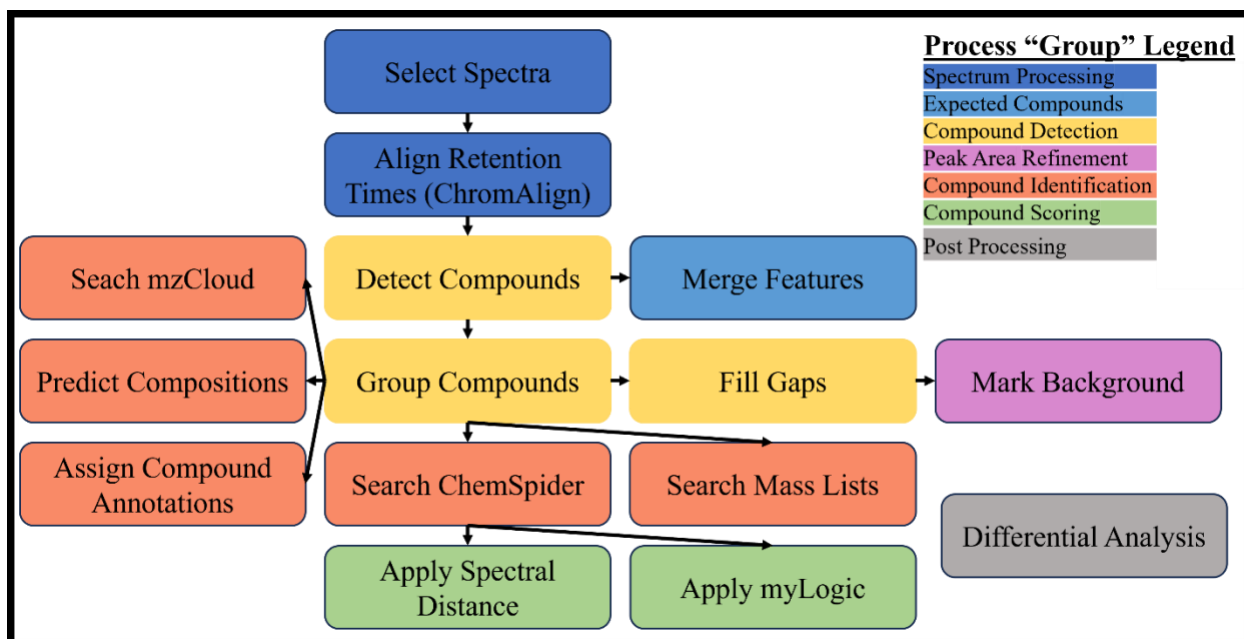 Select Spectra
Process “Group” Legend
Spectrum Processing
Expected Compounds
Compound Detection
Peak Area Refinement
Compound Identification
Compound Scoring
Post Processing
Align Retention
Times (ChromAlign)
Seach mzCloud
Detect Compounds
Merge Features
Predict Compositions
Group Compounds
Fill Gaps
Mark Background
Assign Compound
Annotations
Search ChemSpider
Search Mass Lists
Differential Analysis
Apply Spectral
Distance
Apply myLogic